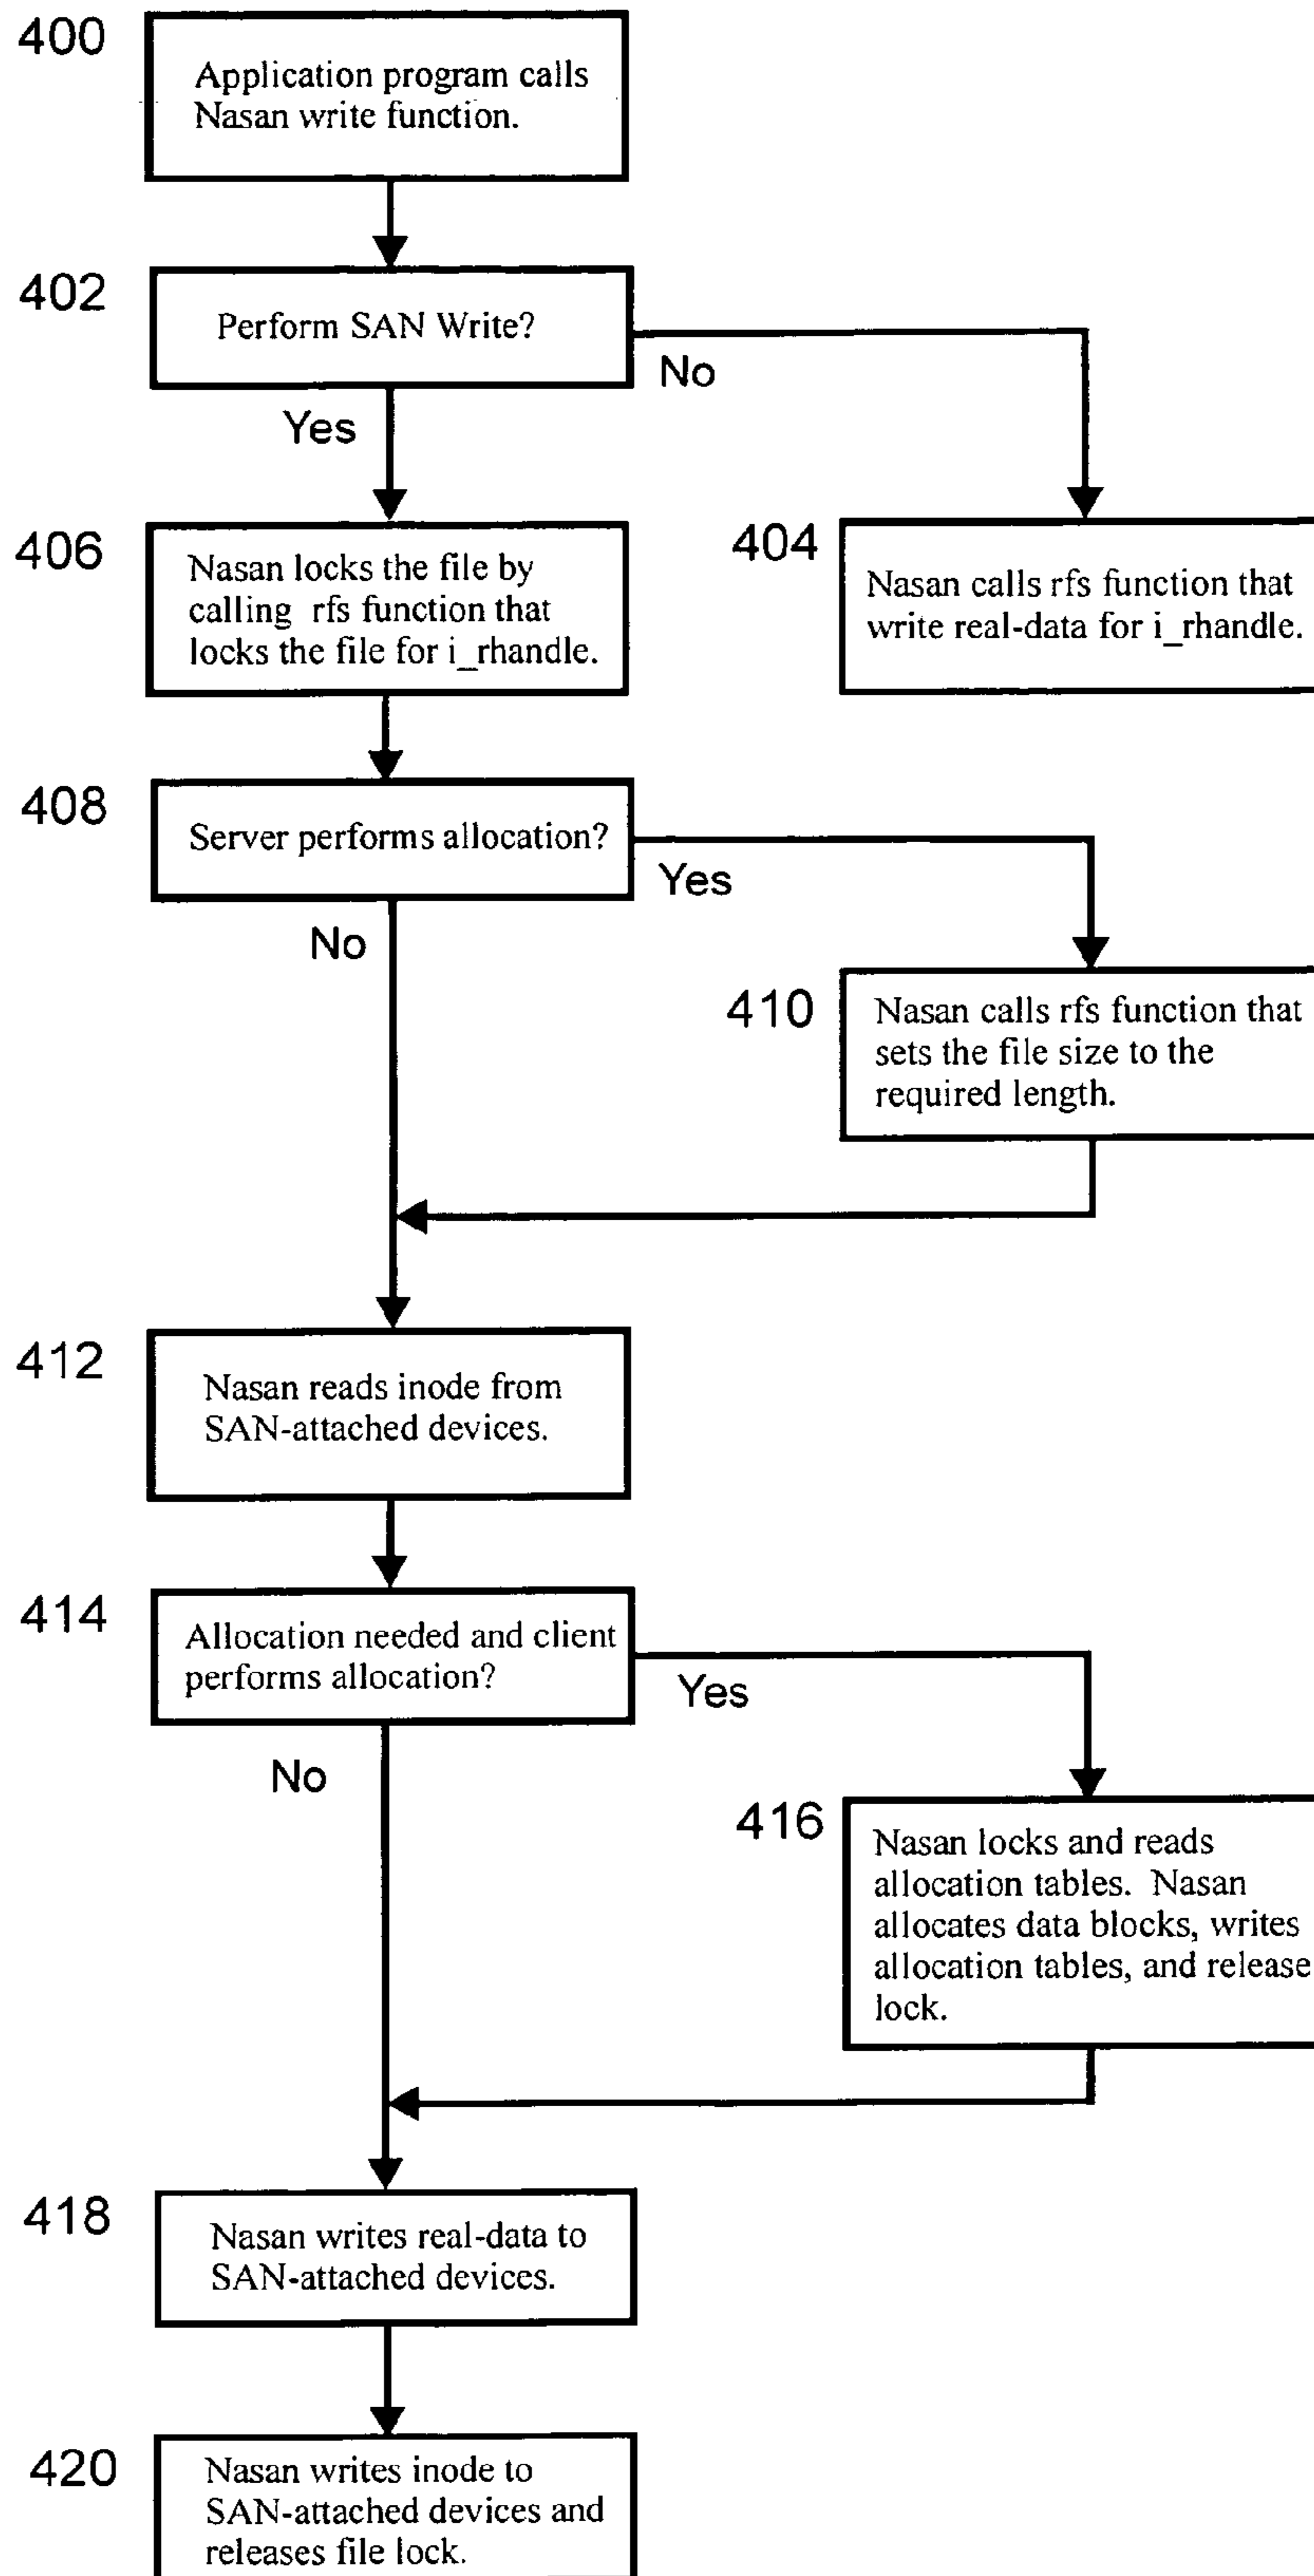 400
Application program calls
Nasan write function.
402
Perform SAN Write?
No
Yes
406
Nasan locks the file by
calling rfs function that
locks the file for i_rhandle.
404
Nasan calls rfs function that
write real-data for i_rhandle.
408
Server performs allocation?
Yes
No
410
Nasan calls rfs function that
sets the file size to the
required length.
412
Nasan reads inode from
SAN-attached devices.
414
Allocation needed and client
performs allocation?
Yes
No
416
Nasan locks and reads
allocation tables. Nasan
allocates data blocks, writes
allocation tables, and release
lock.
418
Nasan writes real-data to
SAN-attached devices.
420
Nasan writes inode to
SAN-attached devices and
releases file lock.